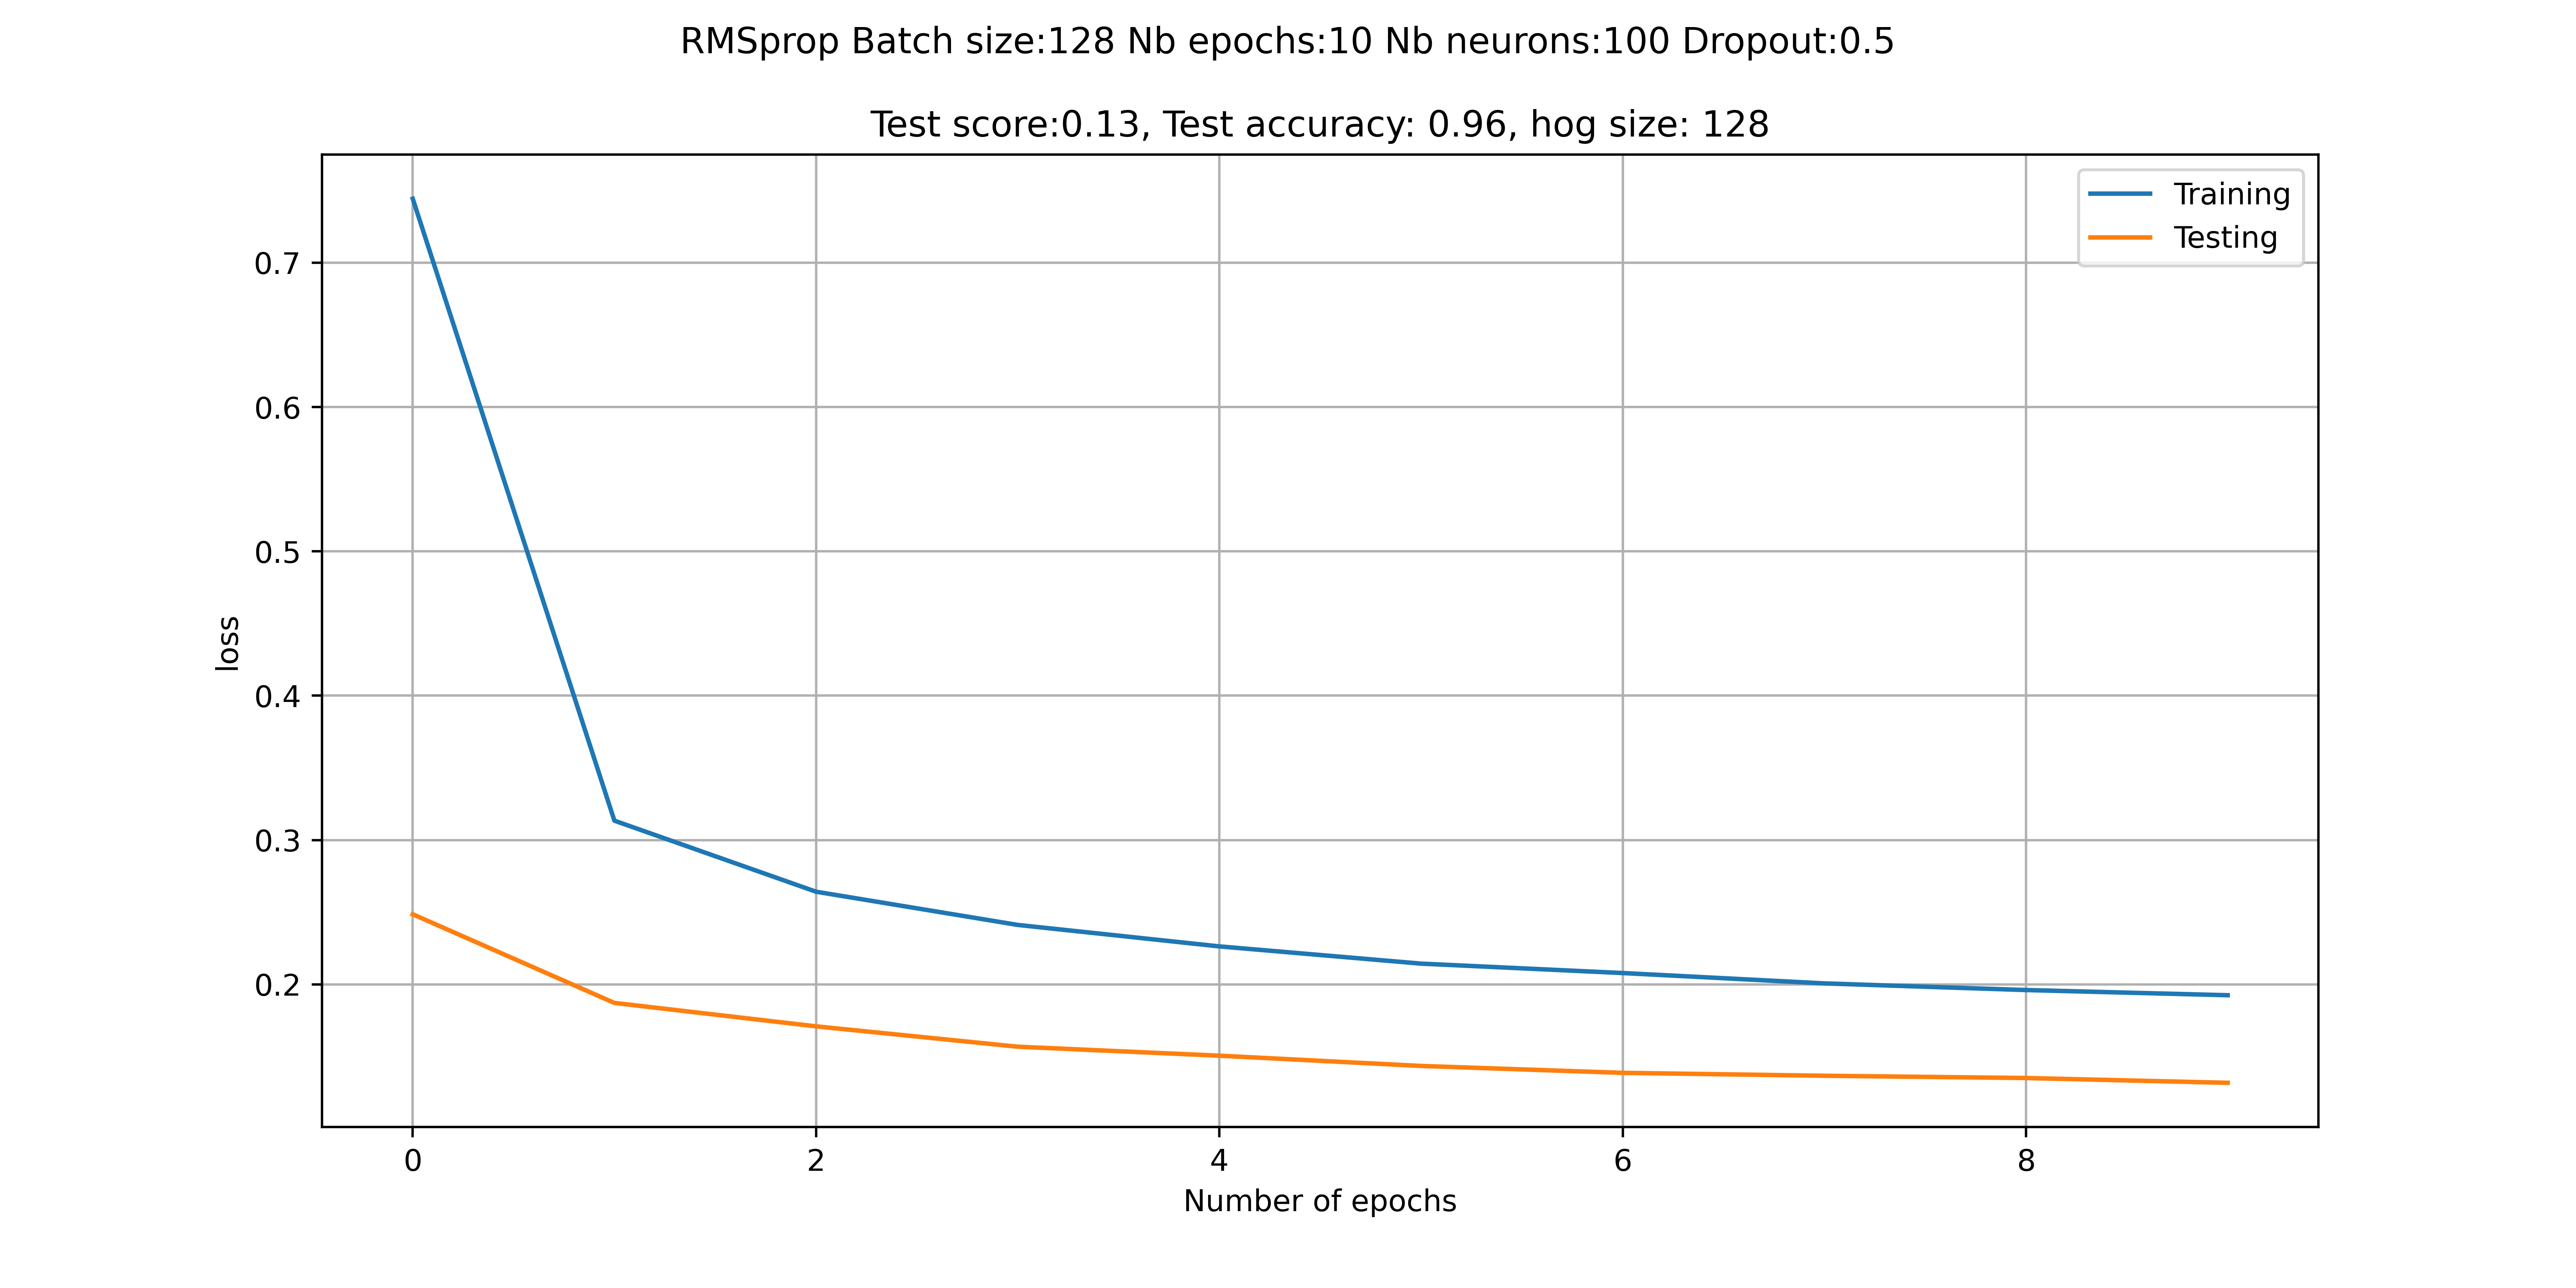 RMSprop Batch size:128 Nb epochs:10 Nb neurons:100 Dropout:0.5
Test score:0.13, Test accuracy: 0.96, hog size: 128
Training
Testing
0.7
0.6
0.5
0.4
0.3
0.2
loss
0 2 4 6 8
Number of epochs